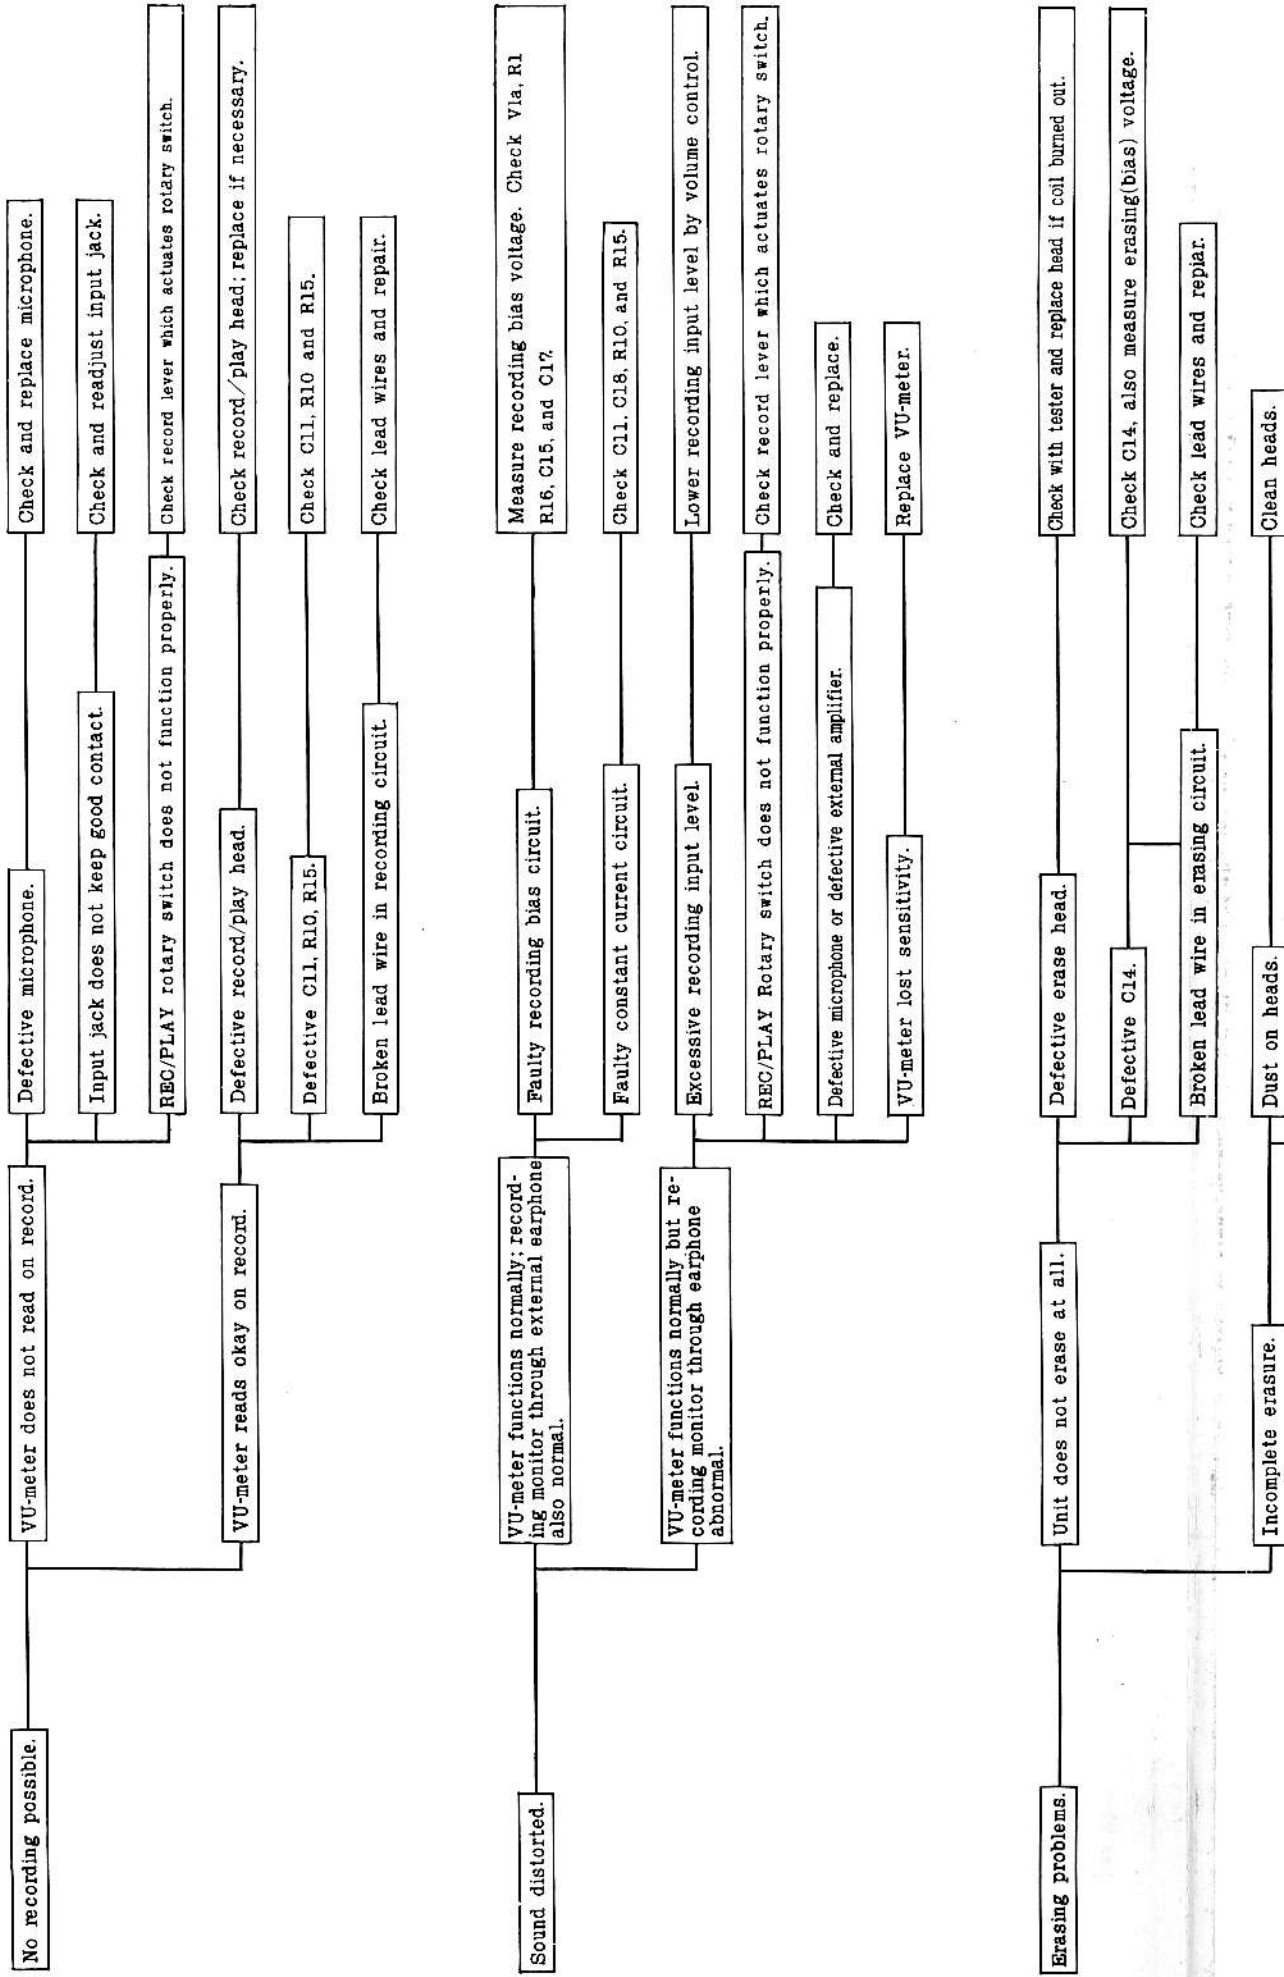 No recording possible.
VU-meter does not read on record.
Defective microphone.
Check and replace microphone.
Input jack does not keep good contact.
Check and readjust input jack.
REC/PLAY rotary switch does not function properly.
Check record lever which actuates rotary switch.
VU-meter reads okay on record.
Defective record/play head.
Check record/play head; replace if necessary.
Defective C11, R10, R15.
Check C11, R10 and R15.
Broken lead wire in recording circuit.
Check lead wires and repair.
Sound distorted.
VU-meter functions normally; record-
ing monitor through external earphone
also normal.
Faulty recording bias circuit.
Measure recording bias voltage. Check V1a, R1
R16, C15, and C17.
Faulty constant current circuit.
Check C11, C18, R10, and R15.
VU-meter functions normally but re-
cording monitor through earphone
abnormal.
Excessive recording input level.
Lower recording input level by volume control.
REC/PLAY Rotary switch does not function properly.
Check record lever which actuates rotary switch.
Defective microphone or defective external amplifier.
Check and replace.
VU-meter lost sensitivity.
Replace VU-meter.
Erasing problems.
Unit does not erase at all.
Defective erase head.
Check with tester and replace head if coil burned out.
Defective C14.
Check C14, also measure erasing(bias) voltage.
Broken lead wire in erasing circuit.
Check lead wires and repiar.
Incomplete erasure.
Dust on heads.
Clean heads.